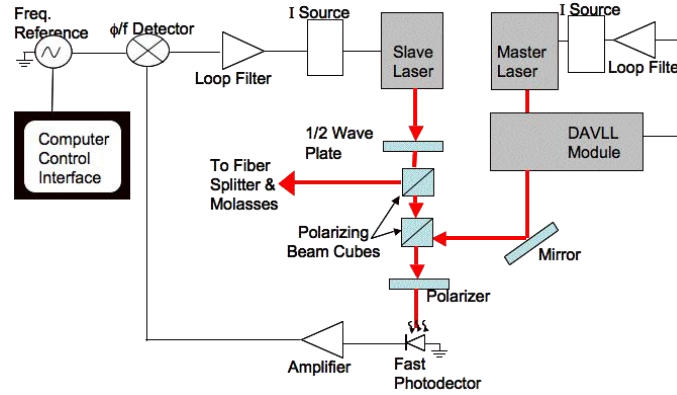 Freq.
Reference
ϕ/f Detector
I Source
Loop Filter
Slave
Laser
Master
Laser
I Source
Loop Filter
Computer
Control
Interface
1/2 Wave
Plate
DAVLL
Module
To Fiber
Splitter &
Molasses
Polarizing
Beam Cubes
Mirror
Polarizer
Amplifier
Fast
Photodector